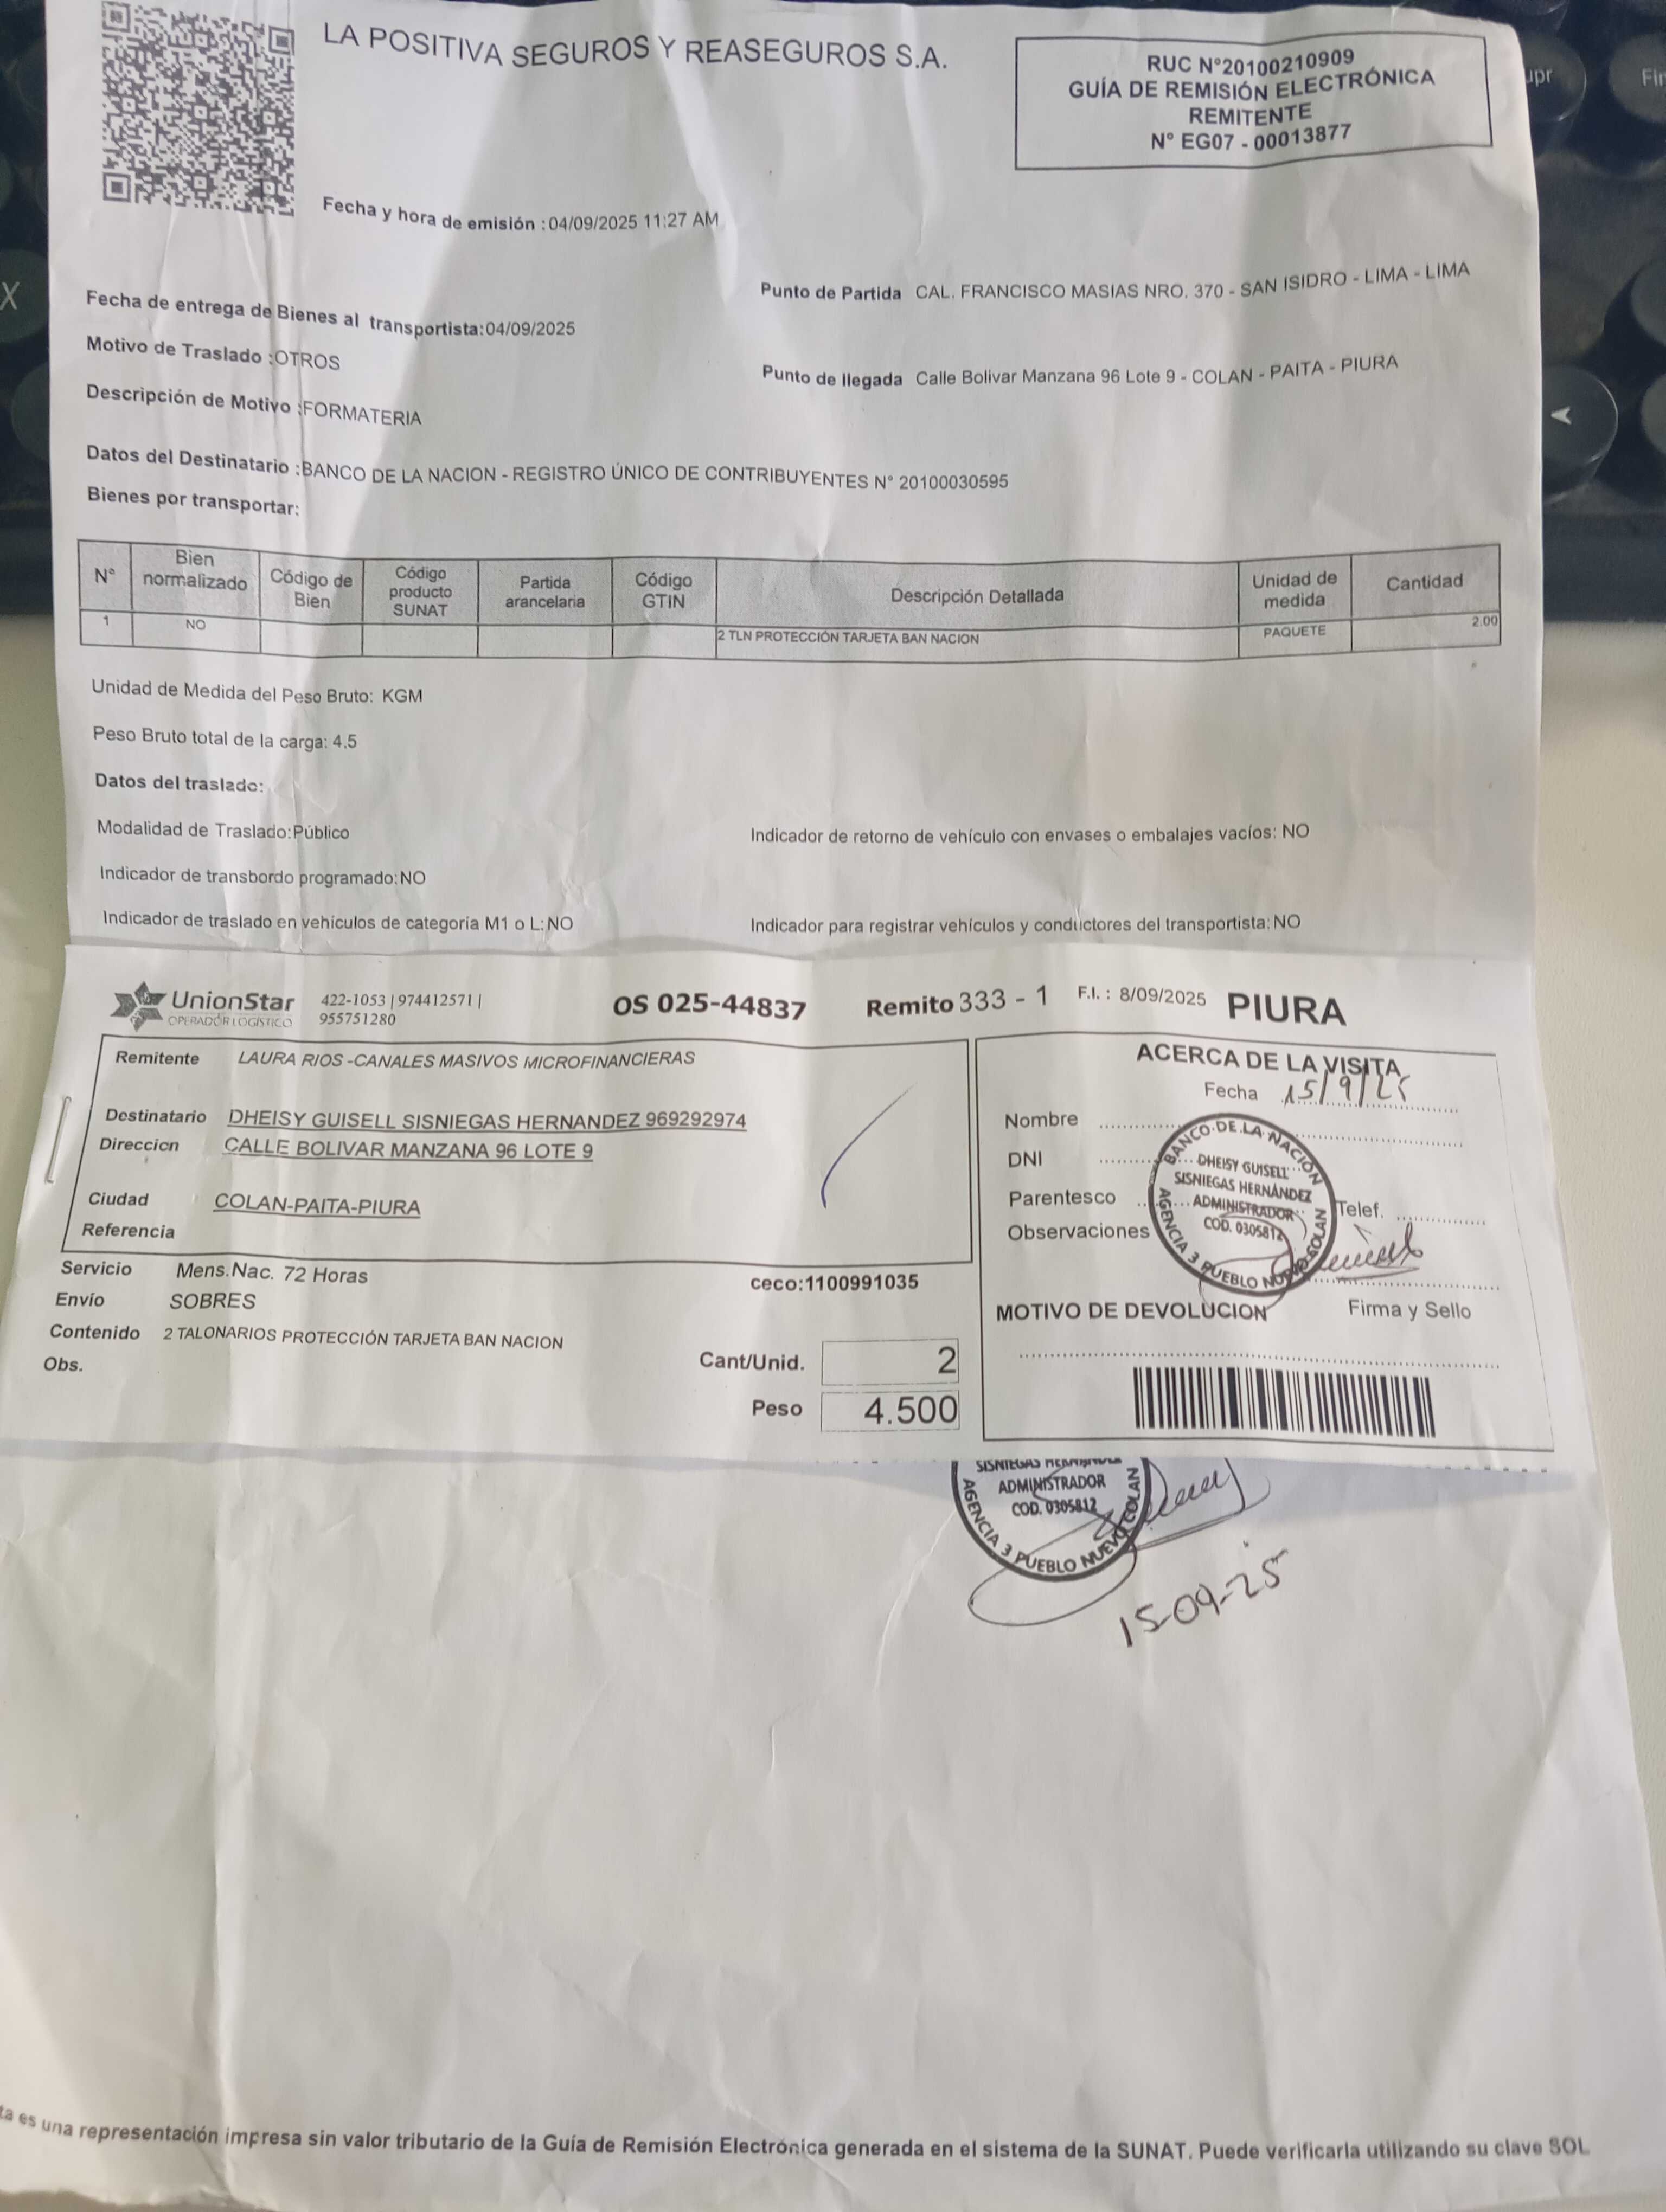 LA POSITIVA SEGUROS Y REASEGUROS S.A.
RUC N°20100210909
GUÍA DE REMISIÓN ELECTRÓNICA
REMITENTE
N° EG07 - 00013877
Fecha y hora de emisión :04/09/2025 11:27 AM
Fecha de entrega de Bienes al transportista:04/09/2025
Punto de Partida CAL. FRANCISCO MASIAS NRO. 370 - SAN ISIDRO - LIMA - LIMA
Motivo de Traslado :OTROS
Punto de llegada Calle Bolivar Manzana 96 Lote 9 - COLAN - PAITA - PIURA
Descripción de Motivo :FORMATERIA
Datos del Destinatario :BANCO DE LA NACION - REGISTRO ÚNICO DE CONTRIBUYENTES N° 20100030595
Bienes por transportar:
N° Bien normalizado Código de Bien Código producto SUNAT Partida arancelaria Código GTIN Descripción Detallada Unidad de medida Cantidad
1 NO 2 TLN PROTECCIÓN TARJETA BAN NACION PAQUETE 2.00
Unidad de Medida del Peso Bruto: KGM
Peso Bruto total de la carga: 4.5
Datos del traslado:
Modalidad de Traslado:Público
Indicador de retorno de vehículo con envases o embalajes vacíos: NO
Indicador de transbordo programado:NO
Indicador de traslado en vehículos de categoría M1 o L:NO
Indicador para registrar vehículos y conductores del transportista:NO
UnionStar
OPERADOR LOGÍSTICO
422-1053 | 974412571 |
955751280
OS 025-44837
Remito 333 - 1
F.I. : 8/09/2025
PIURA
Remitente LAURA RIOS -CANALES MASIVOS MICROFINANCIERAS
Destinatario DHEISY GUISELL SISNIEGAS HERNANDEZ 969292974
Direccion CALLE BOLIVAR MANZANA 96 LOTE 9
Ciudad COLAN-PAITA-PIURA
Referencia
Servicio Mens.Nac. 72 Horas
ceco:1100991035
Envío SOBRES
Contenido 2 TALONARIOS PROTECCIÓN TARJETA BAN NACION
Obs.
Cant/Unid. 2
Peso 4.500
ACERCA DE LA VISITA
Fecha 15/9/25
Nombre
DNI
Parentesco
Telef.
Observaciones
BANCO DE LA NACIÓN
DHEISY GUISELL
SISNIEGAS HERNÁNDEZ
ADMINISTRADOR
COD. 0305812
AGENCIA 3 PUEBLO NUEVO COLAN
MOTIVO DE DEVOLUCION
Firma y Sello
SISNIEGAS HERNÁNDEZ
ADMINISTRADOR
COD. 0305812
AGENCIA 3 PUEBLO NUEVO COLAN
15-09-25
ta es una representación impresa sin valor tributario de la Guía de Remisión Electrónica generada en el sistema de la SUNAT. Puede verificarla utilizando su clave SOL